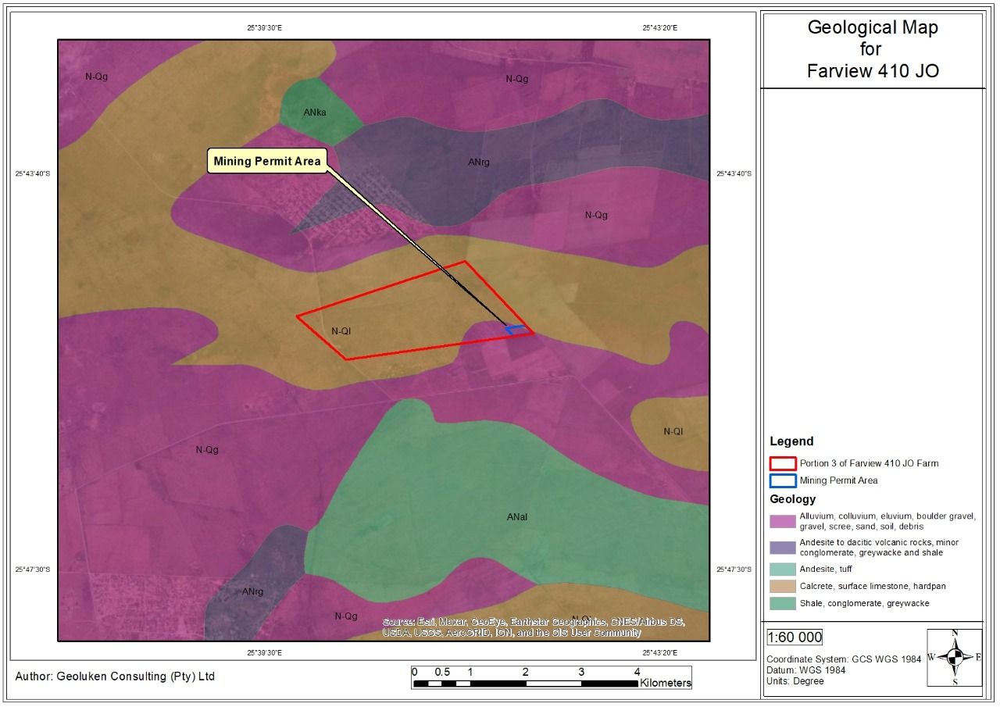 Geological Map
for
Farview 410 JO
25°39'30"E
25°43'20"E
N-Qg
N-Qg
ANka
Mining Permit Area
ANrg
25°43'40"S
25°43'40"S
N-Qg
N-Ql
N-Ql
N-Qg
ANal
25°47'30"S
25°47'30"S
ANrg
N-Qg
N-Ql
Source: Esri, Maxar, GeoEye, Earthstar Geographics, CNES/Airbus DS,
USDA, USGS, AeroGRID, IGN, and the GIS User Community
25°39'30"E
25°43'20"E
Legend
Portion 3 of Farview 410 JO Farm
Mining Permit Area
Geology
Alluvium, colluvium, eluvium, boulder gravel,
gravel, scree, sand, soil, debris
Andesite to dacitic volcanic rocks, minor
conglomerate, greywacke and shale
Andesite, tuff
Calcrete, surface limestone, hardpan
Shale, conglomerate, greywacke
1:60 000
Coordinate System: GCS WGS 1984
Datum: WGS 1984
Units: Degree
N
W E
S
Author: Geoluken Consulting (Pty) Ltd
0 0.5 1 2 3 4
Kilometers